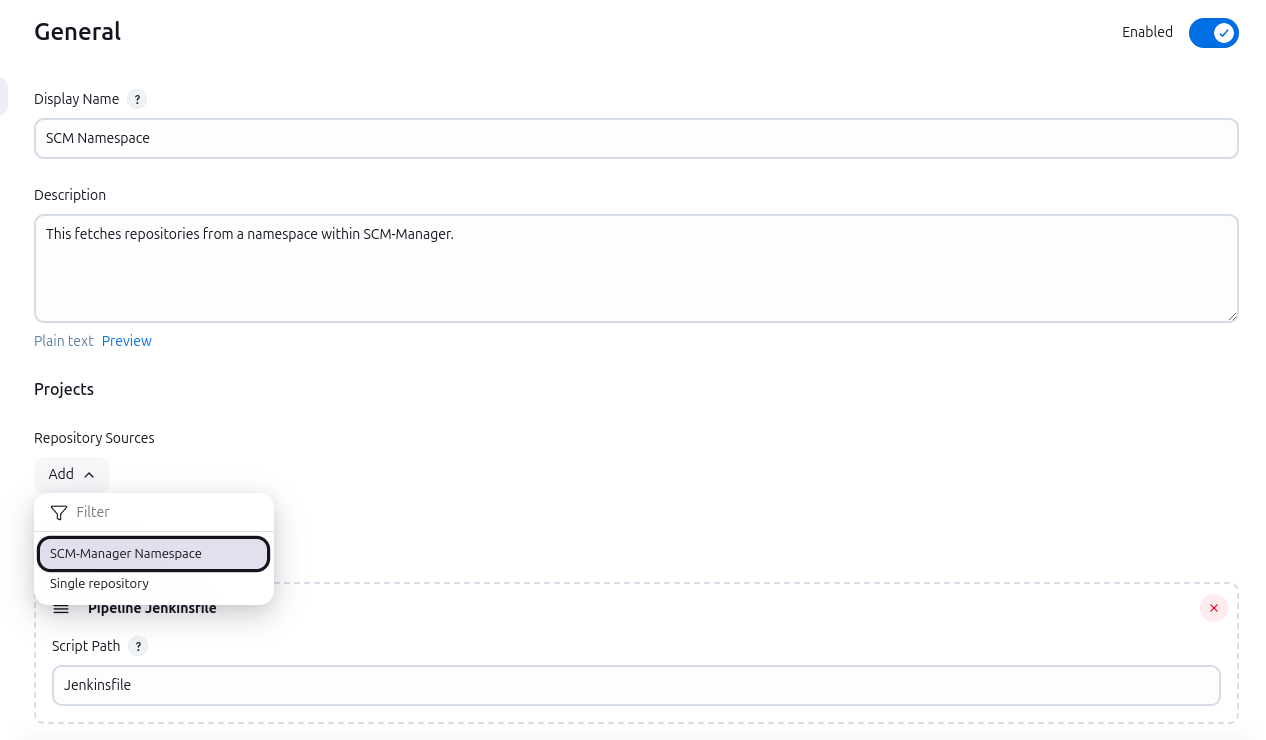 General
Enabled
Display Name ?
SCM Namespace
Description
This fetches repositories from a namespace within SCM-Manager.
Plain text Preview
Projects
Repository Sources
Add
Filter
SCM-Manager Namespace
Single repository
Pipeline Jenkinsfile
Script Path ?
Jenkinsfile